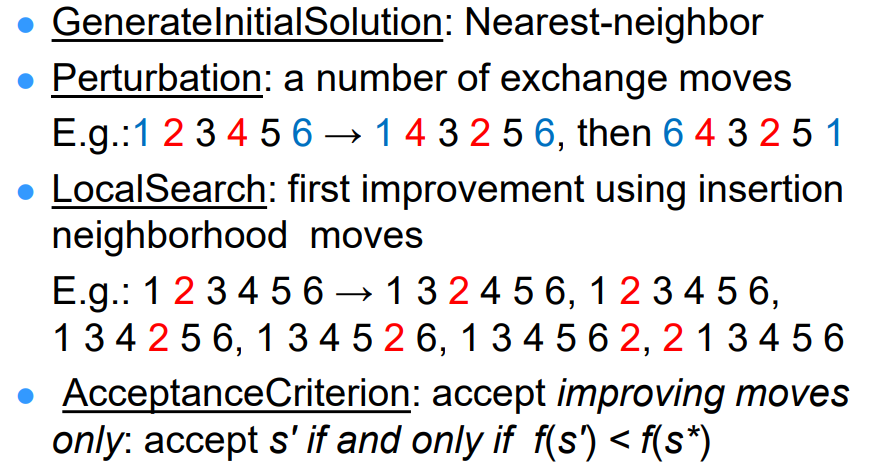 • GenerateInitialSolution: Nearest-neighbor
• Perturbation: a number of exchange moves
E.g.:1 2 3 4 5 6 → 1 4 3 2 5 6, then 6 4 3 2 5 1
• LocalSearch: first improvement using insertion
neighborhood moves
E.g.: 1 2 3 4 5 6 → 1 3 2 4 5 6, 1 2 3 4 5 6,
1 3 4 2 5 6, 1 3 4 5 2 6, 1 3 4 5 6 2, 2 1 3 4 5 6
• AcceptanceCriterion: accept improving moves
only: accept s' if and only if f(s') < f(s*)